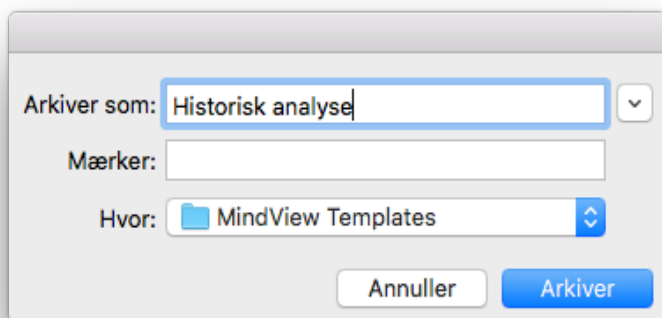 Arkiver som: Historisk analyse
Mærker:
Hvor: MindView Templates
Annuller Arkiver